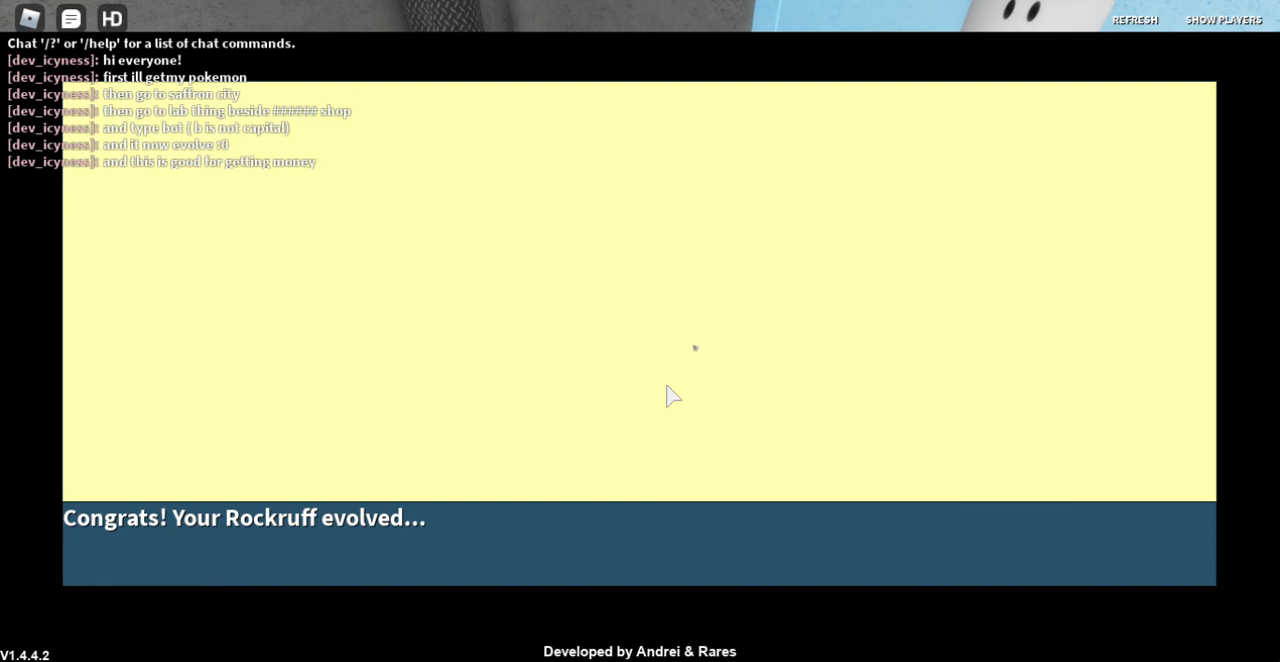 HD
REFRESH
SHOW PLAYERS
Chat '/?' or '/help' for a list of chat commands.
[dev_icyness]: hi everyone!
[dev_icyness]: first ill getmy pokemon
[dev_icyness]: then go to saffron city
[dev_icyness]: then go to lab thing beside ###### shop
[dev_icyness]: and type bot ( b is not capital)
[dev_icyness]: and it now evolve :0
[dev_icyness]: and this is good for getting money
Congrats! Your Rockruff evolved...
V1.4.4.2
Developed by Andrei & Rares